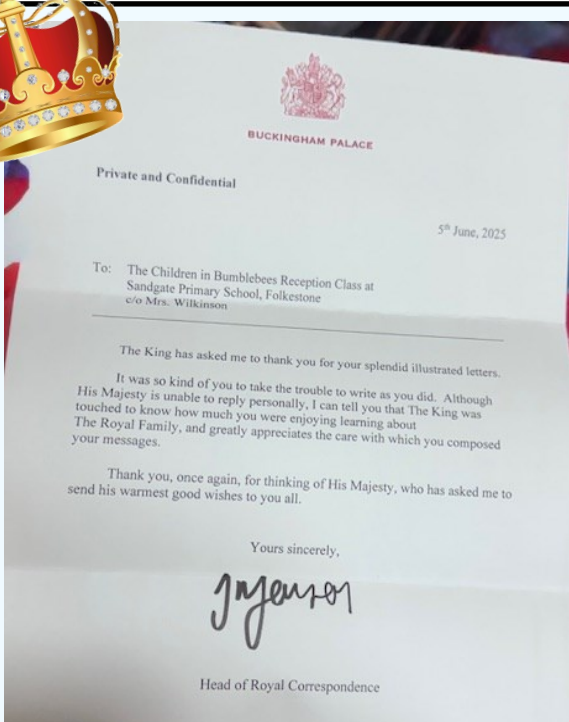 BUCKINGHAM PALACE
Private and Confidential
5th June, 2025
To: The Children in Bumblebees Reception Class at
Sandgate Primary School, Folkestone
c/o Mrs. Wilkinson
The King has asked me to thank you for your splendid illustrated letters.
It was so kind of you to take the trouble to write as you did. Although
His Majesty is unable to reply personally, I can tell you that The King was
touched to know how much you were enjoying learning about
The Royal Family, and greatly appreciates the care with which you composed
your messages.
Thank you, once again, for thinking of His Majesty, who has asked me to
send his warmest good wishes to you all.
Yours sincerely,
Head of Royal Correspondence